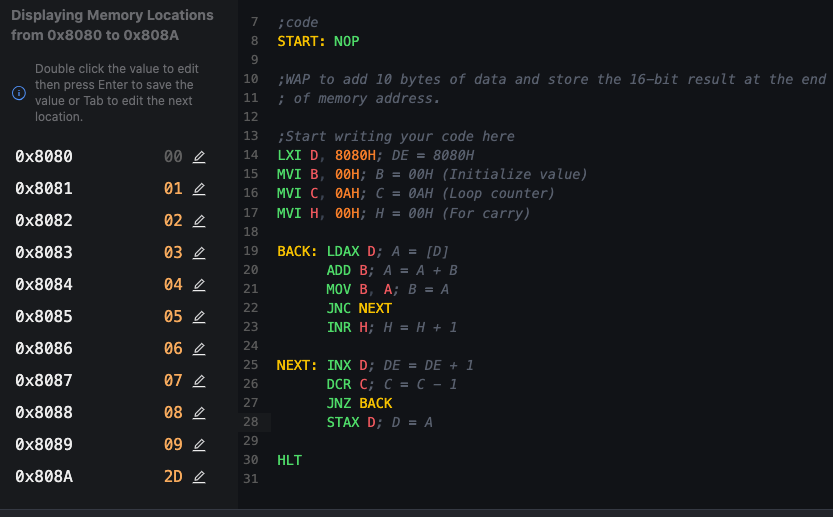 Displaying Memory Locations
from 0x8080 to 0x808A
Double click the value to edit
then press Enter to save the
value or Tab to edit the next
location.
0x8080 00
0x8081 01
0x8082 02
0x8083 03
0x8084 04
0x8085 05
0x8086 06
0x8087 07
0x8088 08
0x8089 09
0x808A 2D
7 ;code
8 START: NOP
9
10 ;WAP to add 10 bytes of data and store the 16-bit result at the end
11 ; of memory address.
12
13 ;Start writing your code here
14 LXI D, 8080H; DE = 8080H
15 MVI B, 00H; B = 00H (Initialize value)
16 MVI C, 0AH; C = 0AH (Loop counter)
17 MVI H, 00H; H = 00H (For carry)
18
19 BACK: LDAX D; A = [D]
20 ADD B; A = A + B
21 MOV B, A; B = A
22 JNC NEXT
23 INR H; H = H + 1
24
25 NEXT: INX D; DE = DE + 1
26 DCR C; C = C - 1
27 JNZ BACK
28 STAX D; D = A
29
30 HLT
31